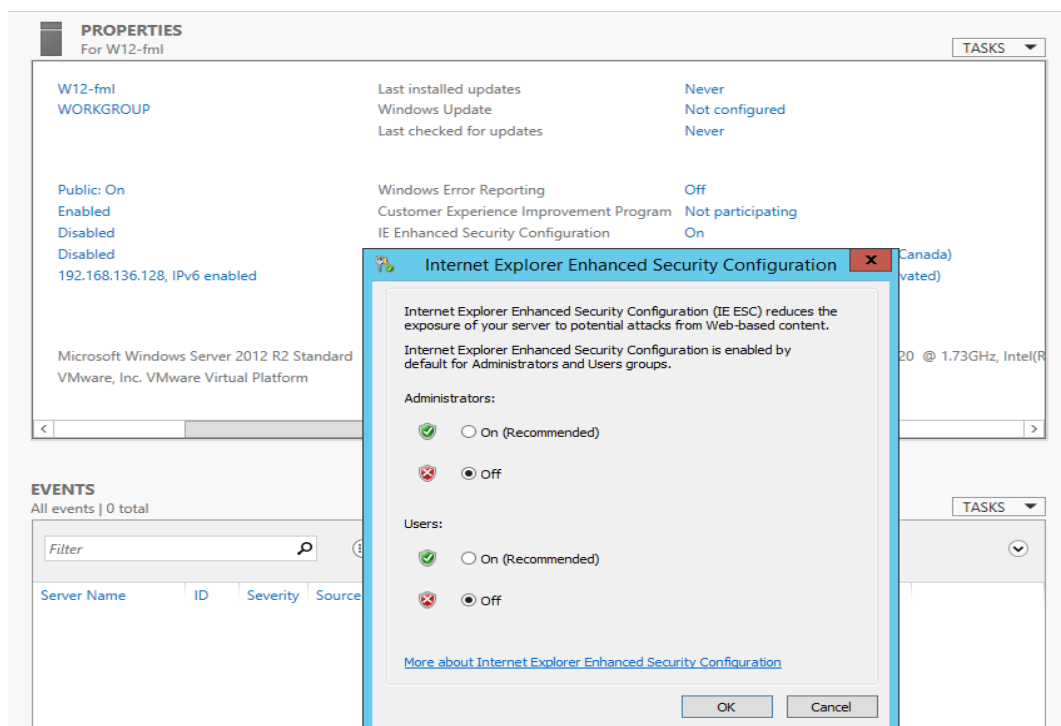 PROPERTIES
For W12-fml
TASKS
W12-fml Last installed updates Never
WORKGROUP Windows Update Not configured
Last checked for updates Never
Public: On Windows Error Reporting Off
Enabled Customer Experience Improvement Program Not participating
Disabled IE Enhanced Security Configuration On
Disabled Canada)
192.168.136.128, IPv6 enabled vated)
Microsoft Windows Server 2012 R2 Standard 20 @ 1.73GHz, Intel(R
VMware, Inc. VMware Virtual Platform
Internet Explorer Enhanced Security Configuration
Internet Explorer Enhanced Security Configuration (IE ESC) reduces the
exposure of your server to potential attacks from Web-based content.
Internet Explorer Enhanced Security Configuration is enabled by
default for Administrators and Users groups.
Administrators:
On (Recommended)
Off
Users:
On (Recommended)
Off
More about Internet Explorer Enhanced Security Configuration
OK Cancel
EVENTS
All events | 0 total
TASKS
Filter
Server Name ID Severity Source